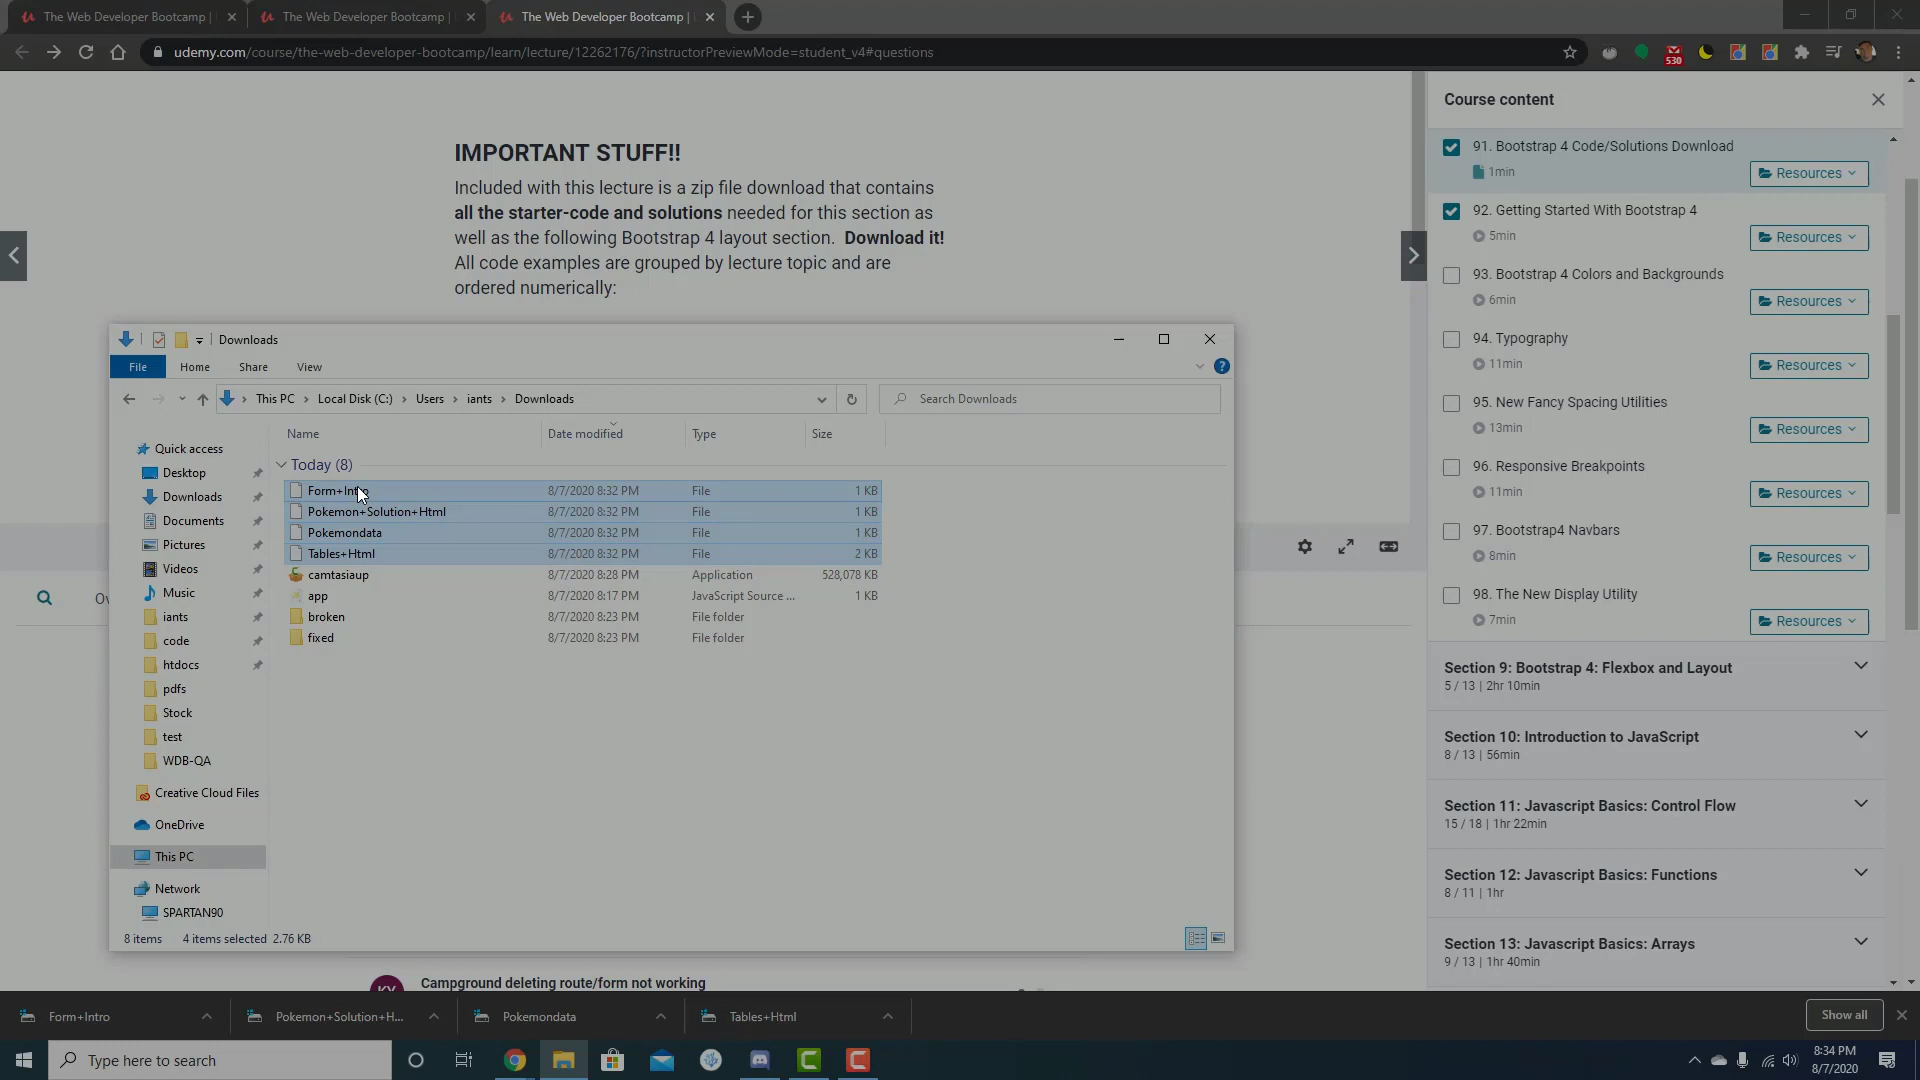 The Web Developer Bootcamp |
The Web Developer Bootcamp |
The Web Developer Bootcamp |
udemy.com/course/the-web-developer-bootcamp/learn/lecture/12262176/?instructorPreviewMode=student_v4#questions
530
IMPORTANT STUFF!!
Included with this lecture is a zip file download that contains
all the starter-code and solutions needed for this section as
well as the following Bootstrap 4 layout section. Download it!
All code examples are grouped by lecture topic and are
ordered numerically:
Downloads
File Home Share View
This PC Local Disk (C:) Users iants Downloads
Search Downloads
Name Date modified Type Size
Today (8)
Form+Intro 8/7/2020 8:32 PM File 1 KB
Pokemon+Solution+Html 8/7/2020 8:32 PM File 1 KB
Pokemondata 8/7/2020 8:32 PM File 1 KB
Tables+Html 8/7/2020 8:32 PM File 2 KB
camtasiaup 8/7/2020 8:28 PM Application 528,078 KB
app 8/7/2020 8:17 PM JavaScript Source ... 1 KB
broken 8/7/2020 8:23 PM File folder
fixed 8/7/2020 8:23 PM File folder
Quick access
Desktop
Downloads
Documents
Pictures
Videos
Music
iants
code
htdocs
pdfs
Stock
test
WDB-QA
Creative Cloud Files
OneDrive
This PC
Network
SPARTAN90
8 items 4 items selected 2.76 KB
Ov
KY
Campground deleting route/form not working
Course content
91. Bootstrap 4 Code/Solutions Download
1min
Resources
92. Getting Started With Bootstrap 4
5min
Resources
93. Bootstrap 4 Colors and Backgrounds
6min
Resources
94. Typography
11min
Resources
95. New Fancy Spacing Utilities
13min
Resources
96. Responsive Breakpoints
11min
Resources
97. Bootstrap4 Navbars
8min
Resources
98. The New Display Utility
7min
Resources
Section 9: Bootstrap 4: Flexbox and Layout
5 / 13 | 2hr 10min
Section 10: Introduction to JavaScript
8 / 13 | 56min
Section 11: Javascript Basics: Control Flow
15 / 18 | 1hr 22min
Section 12: Javascript Basics: Functions
8 / 11 | 1hr
Section 13: Javascript Basics: Arrays
9 / 13 | 1hr 40min
Form+Intro
Pokemon+Solution+H...
Pokemondata
Tables+Html
Show all
Type here to search
8:34 PM
8/7/2020